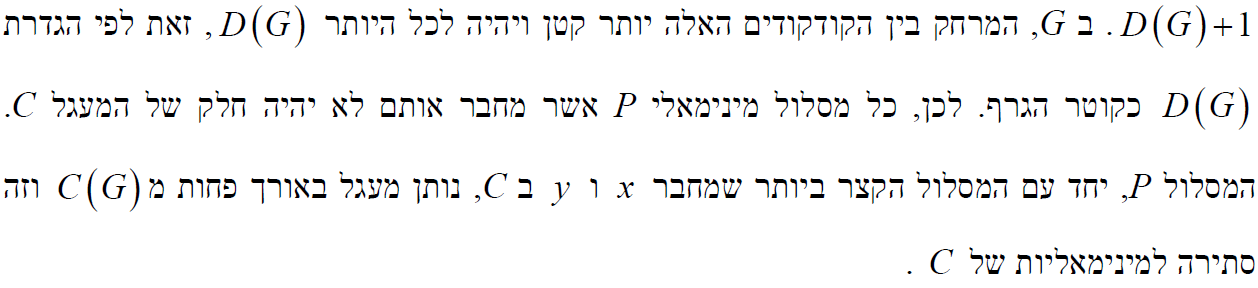 D(G)+1. ב G, המרחק בין הקודקודים האלה יותר קטן ויהיה לכל היותר D(G), זאת לפי הגדרת
D(G) כקוטר הגרף. לכן, כל מסלול מינימאלי P אשר מחבר אותם לא יהיה חלק של המעגל C.
המסלול P, יחד עם המסלול הקצר ביותר שמחבר x ו y ב C, נותן מעגל באורך פחות מ C(G) וזה
סתירה למינימאליות של C .